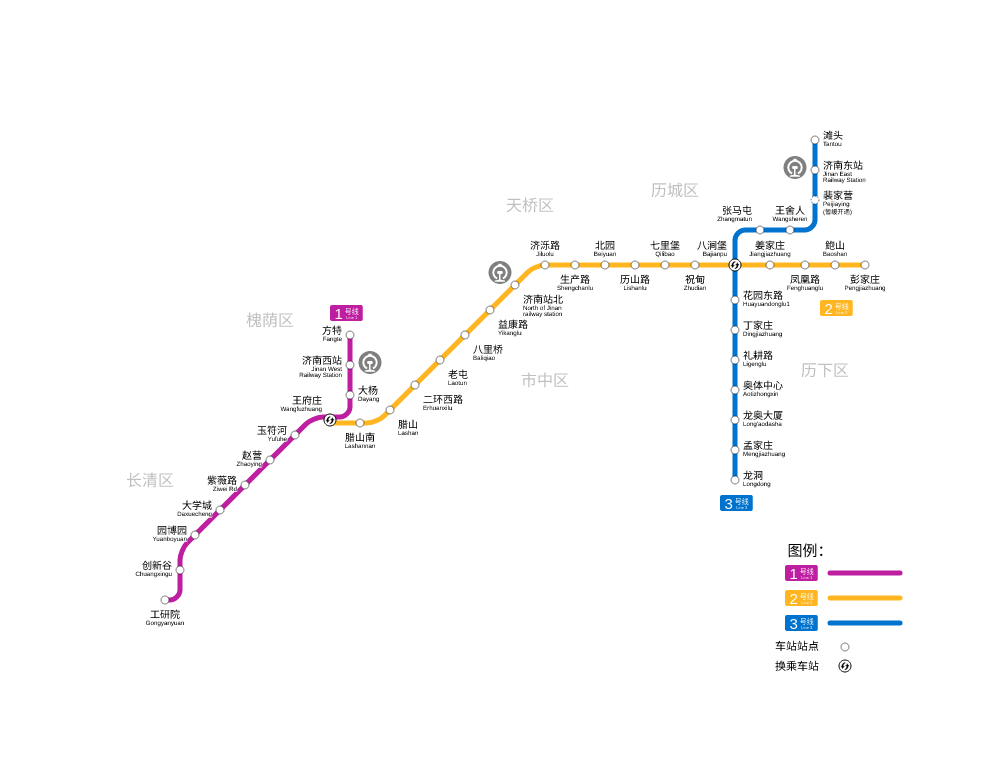 滩头
Tantou
济南东站
Jinan East
Railway Station
裴家营
Peijiaying
(暂缓开通)
历城区
天桥区
张马屯
Zhangmatun
王舍人
Wangsheren
济泺路
Jiluolu
北园
Beiyuan
七里堡
Qilibao
八涧堡
Bajianpu
姜家庄
Jiangjiazhuang
鲍山
Baoshan
生产路
Shengchanlu
历山路
Lishanlu
祝甸
Zhudian
凤凰路
Fenghuanglu
彭家庄
Pengjiazhuang
济南站北
North of Jinan
railway station
花园东路
Huayuandonglu1
2 号线
Line 2
槐荫区
1 号线
Line 1
益康路
Yikanglu
方特
Fangte
丁家庄
Dingjiazhuang
八里桥
Baliqiao
济南西站
Jinan West
Railway Station
礼耕路
Ligenglu
历下区
老屯
Laotun
市中区
大杨
Dayang
奥体中心
Aotizhongxin
王府庄
Wangfuzhuang
二环西路
Erhuanxilu
龙奥大厦
Long'aodasha
玉符河
Yufuhe
腊山
Lashan
腊山南
Lashannan
孟家庄
Mengjiazhuang
赵营
Zhaoying
长清区
紫薇路
Ziwei Rd
龙洞
Longdong
3 号线
Line 3
大学城
Daxuecheng
园博园
Yuanboyuan
创新谷
Chuangxingu
工研院
Gongyanyuan
图例：
1 号线
Line 1
2 号线
Line 2
3 号线
Line 3
车站站点
换乘车站